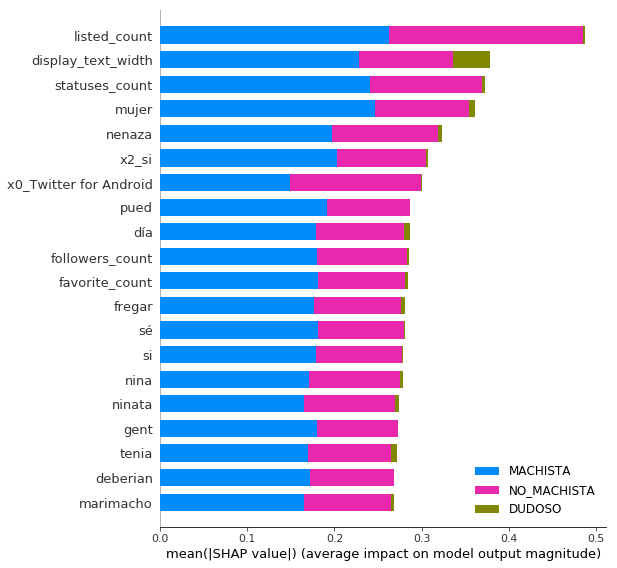 listed_count
display_text_width
statuses_count
mujer
nenaza
x2_si
x0_Twitter for Android
pued
día
followers_count
favorite_count
fregar
sé
si
nina
ninata
gent
tenia
deberian
marimacho
MACHISTA
NO_MACHISTA
DUDOSO
0.0 0.1 0.2 0.3 0.4 0.5
mean(|SHAP value|) (average impact on model output magnitude)